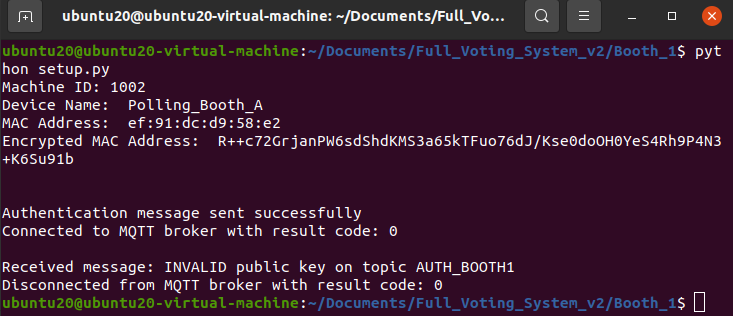 ubuntu20@ubuntu20-virtual-machine: ~/Documents/Full_Vo...
ubuntu20@ubuntu20-virtual-machine:~/Documents/Full_Voting_System_v2/Booth_1$ pyt
hon setup.py
Machine ID: 1002
Device Name:  Polling_Booth_A
MAC Address:  ef:91:dc:d9:58:e2
Encrypted MAC Address:  R++c72GrjanPW6sdShdKMS3a65kTFuo76dJ/Kse0doOH0YeS4Rh9P4N3
+K6Su91b
Authentication message sent successfully
Connected to MQTT broker with result code: 0
Received message: INVALID public key on topic AUTH_BOOTH1
Disconnected from MQTT broker with result code: 0
ubuntu20@ubuntu20-virtual-machine:~/Documents/Full_Voting_System_v2/Booth_1$